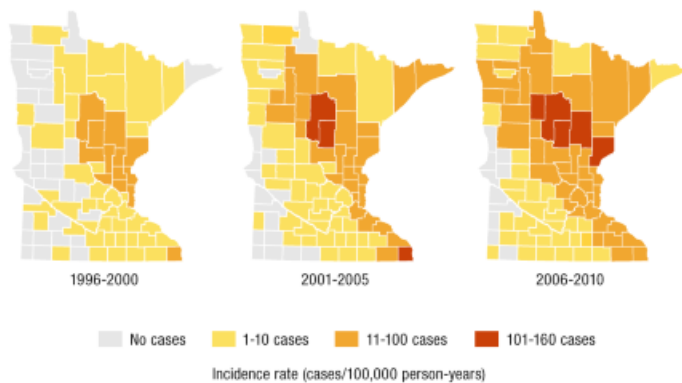 1996-2000
2001-2005
2006-2010
No cases
1-10 cases
11-100 cases
101-160 cases
Incidence rate (cases/100,000 person-years)